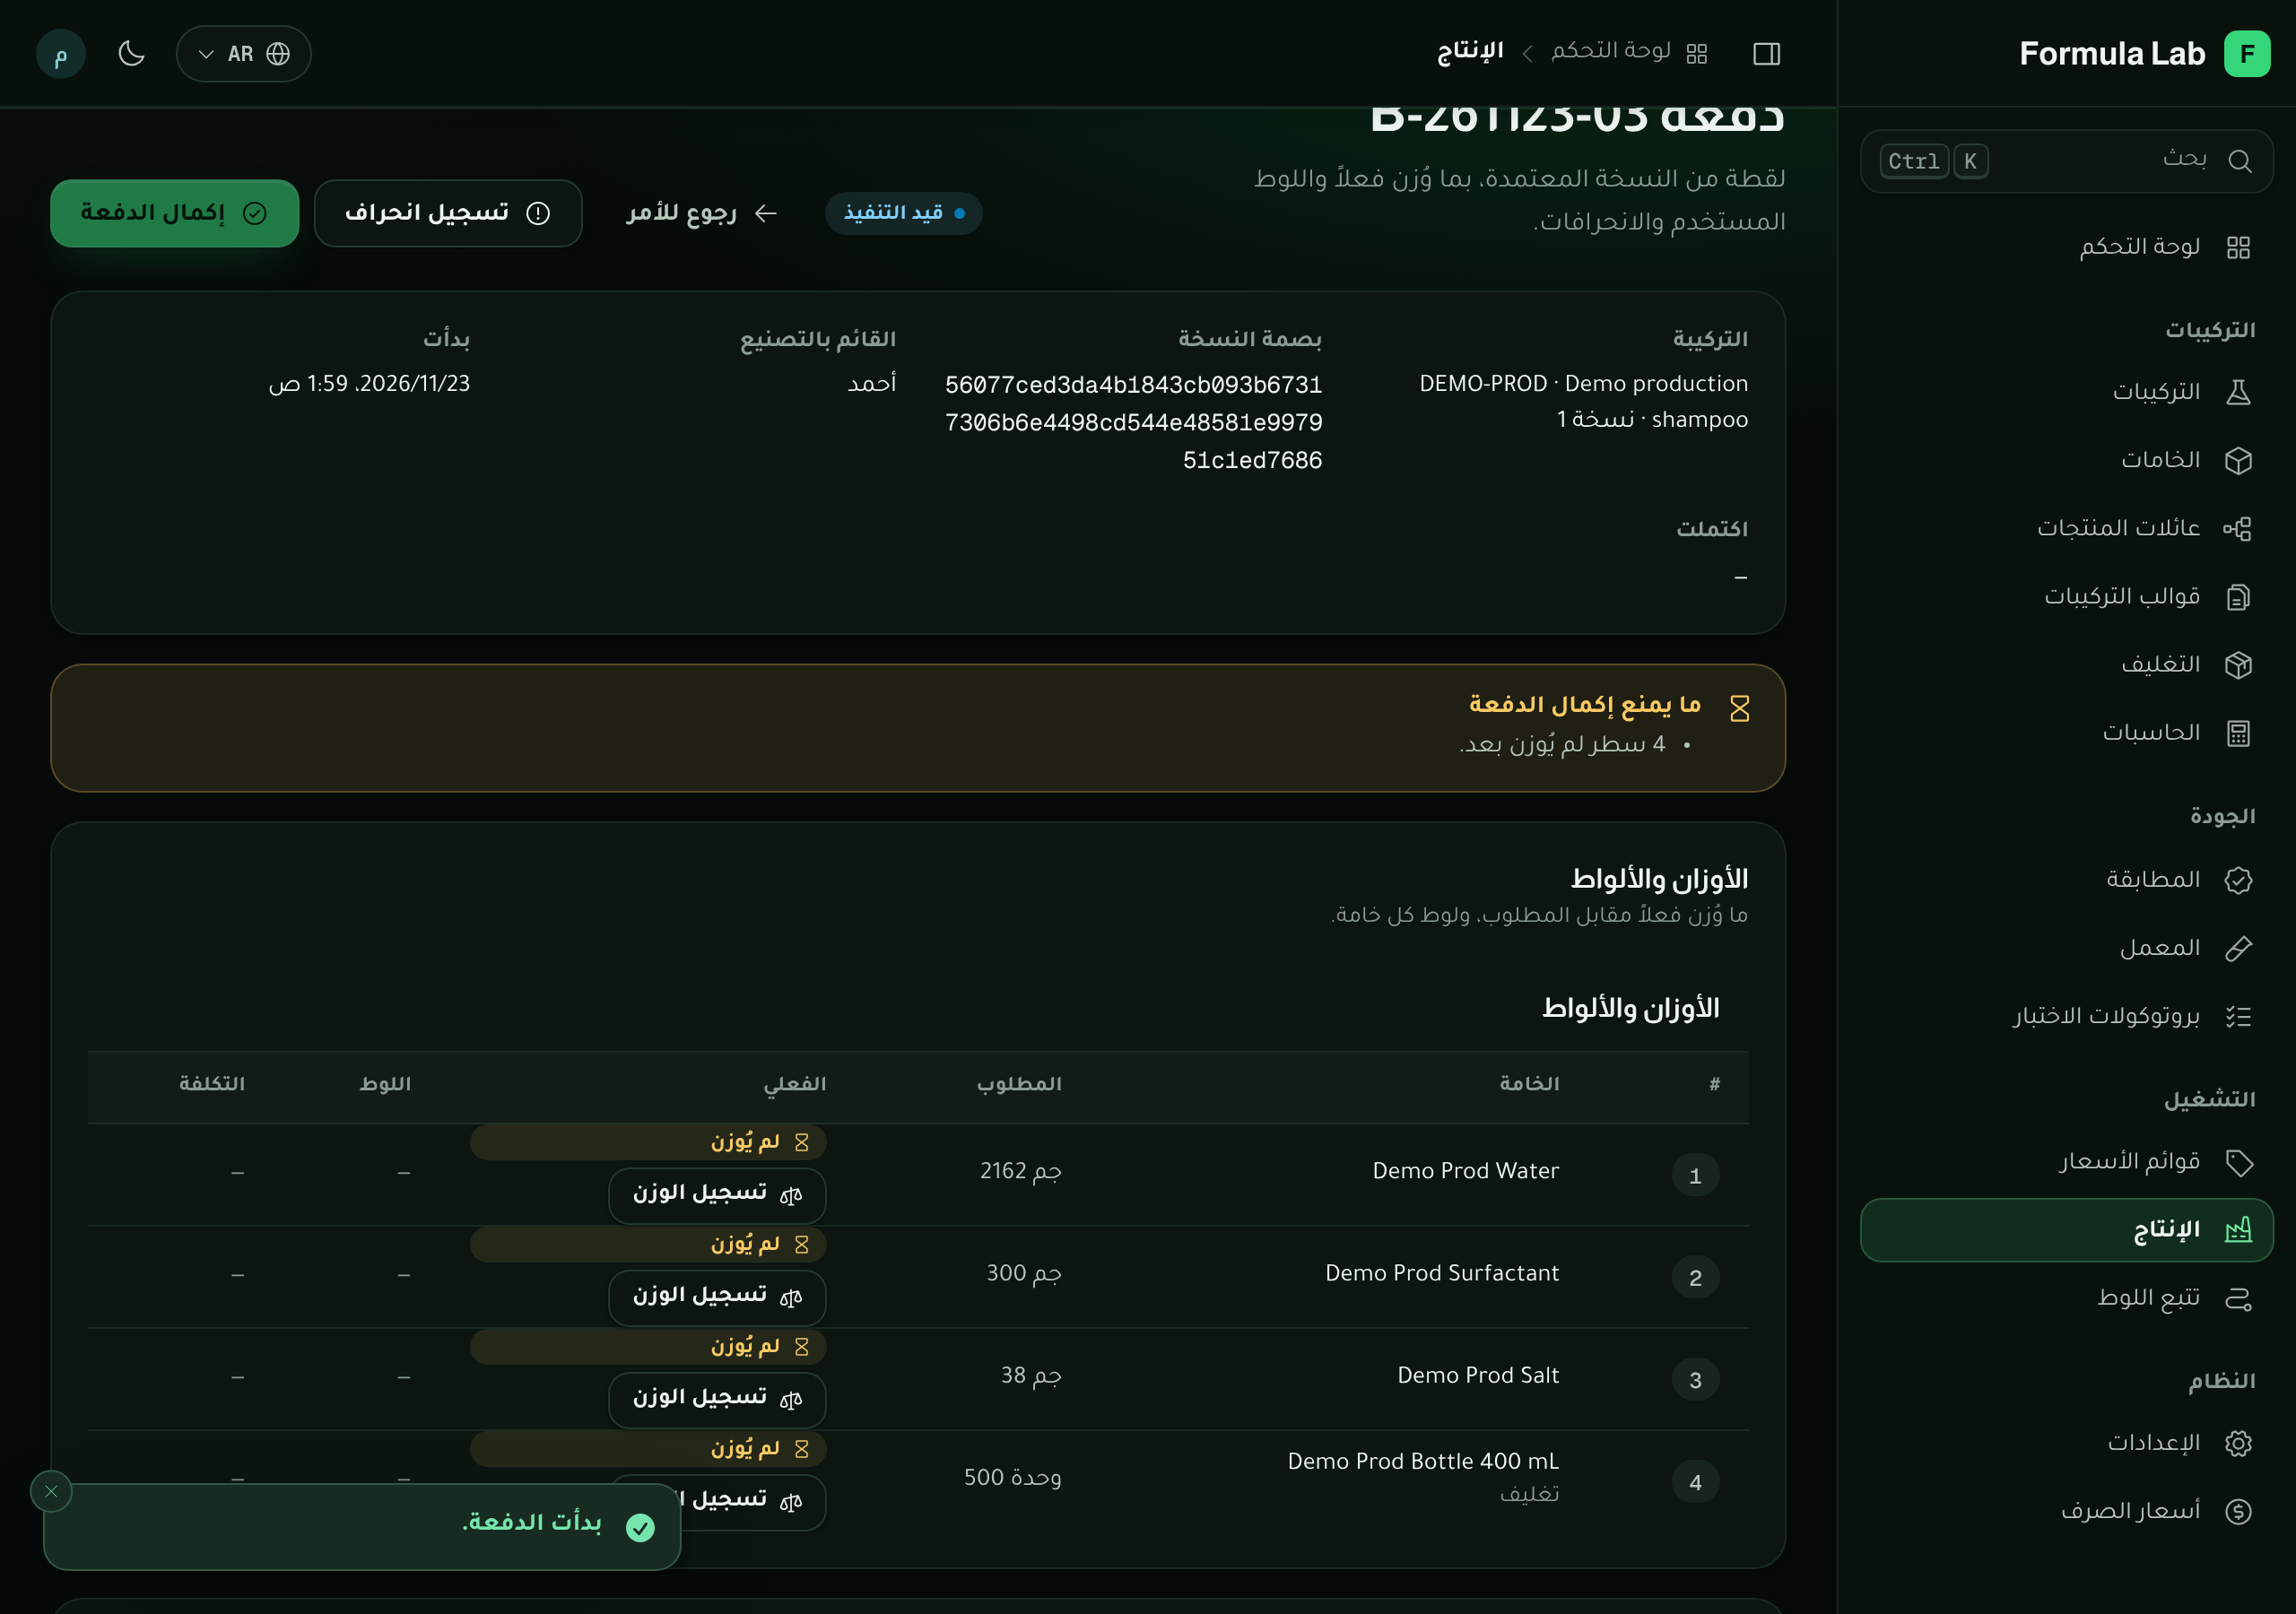 Formula Lab
F
بحث
Ctrl K
لوحة التحكم
التركيبات
التركيبات
الخامات
عائلات المنتجات
قوالب التركيبات
التغليف
الحاسبات
الجودة
المطابقة
المعمل
بروتوكولات الاختبار
التشغيل
قوائم الأسعار
الإنتاج
تتبع اللوط
النظام
الإعدادات
أسعار الصرف
لوحة التحكم
الإنتاج
AR
م
دفعة B-261123-03
لقطة من النسخة المعتمدة، بما وُزن فعلاً واللوط
المستخدم والانحرافات.
قيد التنفيذ
رجوع للأمر
تسجيل انحراف
إكمال الدفعة
التركيبة
DEMO-PROD · Demo production
shampoo · نسخة 1
بصمة النسخة
56077ced3da4b1843cb093b6731
7306b6e4498cd544e48581e9979
51c1ed7686
القائم بالتصنيع
أحمد
بدأت
2026/11/23، 1:59 ص
اكتملت
–
ما يمنع إكمال الدفعة
• 4 سطر لم يُوزن بعد.
الأوزان والألواط
ما وُزن فعلاً مقابل المطلوب، ولوط كل خامة.
الأوزان والألواط
# الخامة المطلوب الفعلي اللوط التكلفة
1 Demo Prod Water جم 2162 لم يُوزن – –
تسجيل الوزن
2 Demo Prod Surfactant جم 300 لم يُوزن – –
تسجيل الوزن
3 Demo Prod Salt جم 38 لم يُوزن – –
تسجيل الوزن
4 Demo Prod Bottle 400 mL وحدة 500 لم يُوزن – –
تغليف
تسجيل
بدأت الدفعة.